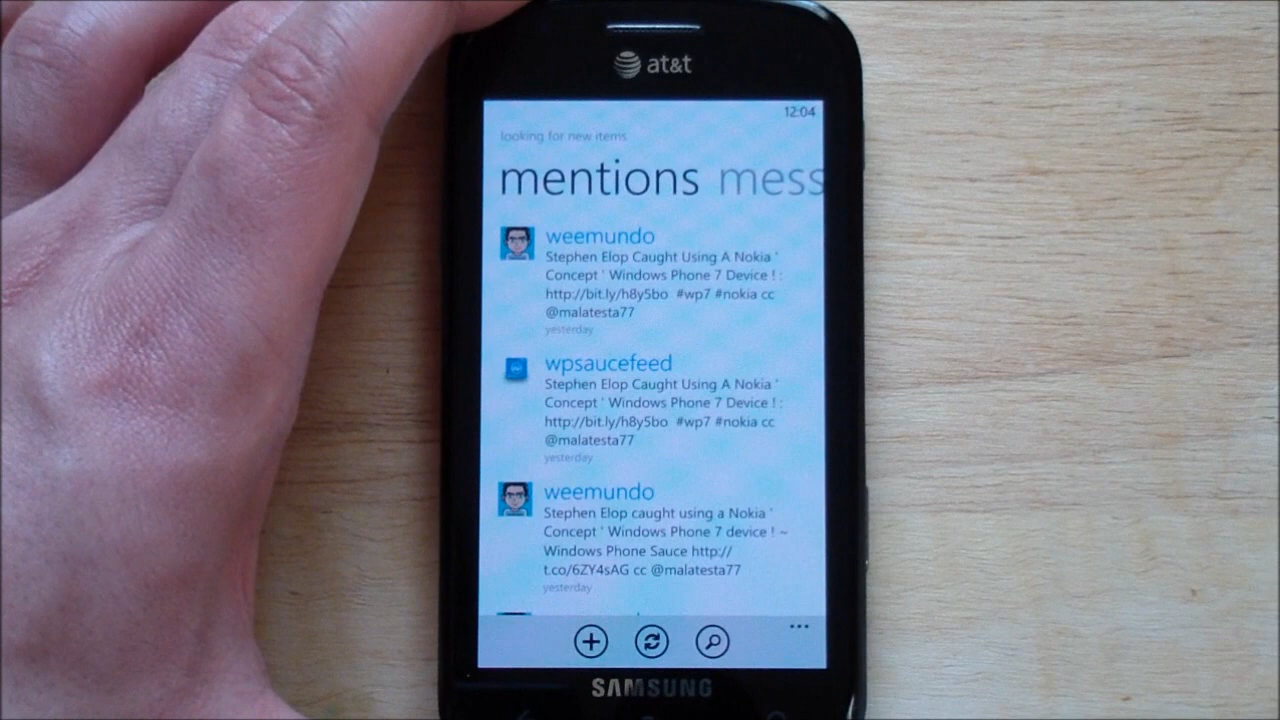 at&t
12:04
looking for new items
mentions mess
weemundo
Stephen Elop Caught Using A Nokia '
Concept ' Windows Phone 7 Device ! :
http://bit.ly/h8y5bo #wp7 #nokia cc
@malatesta77
yesterday
wpsaucefeed
Stephen Elop Caught Using A Nokia '
Concept ' Windows Phone 7 Device ! :
http://bit.ly/h8y5bo #wp7 #nokia cc
@malatesta77
yesterday
weemundo
Stephen Elop caught using a Nokia '
Concept ' Windows Phone 7 device ! ~
Windows Phone Sauce http://
t.co/6ZY4sAG cc @malatesta77
yesterday
SAMSUNG